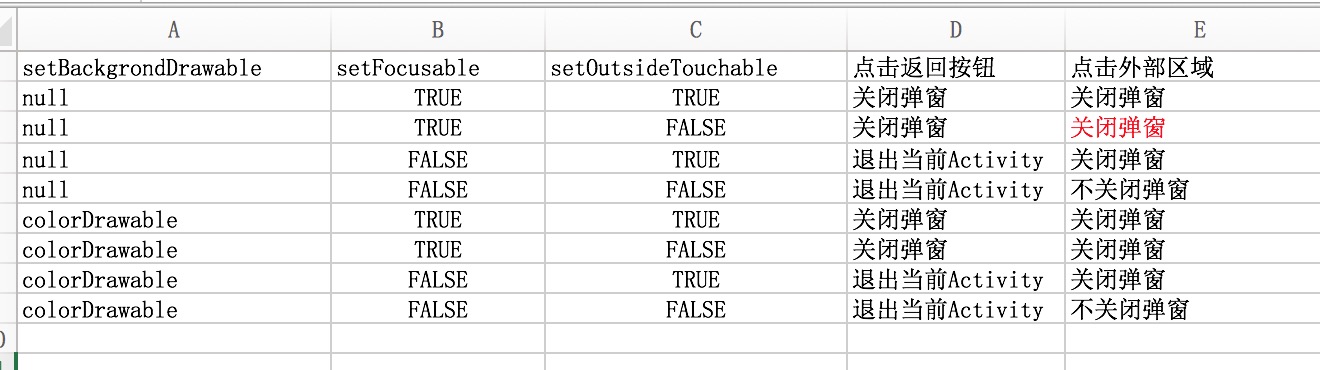 A B C D E
setBackgrondDrawable setFocusable setOutsideTouchable 点击返回按钮 点击外部区域
null TRUE TRUE 关闭弹窗 关闭弹窗
null TRUE FALSE 关闭弹窗 关闭弹窗
null FALSE TRUE 退出当前Activity 关闭弹窗
null FALSE FALSE 退出当前Activity 不关闭弹窗
colorDrawable TRUE TRUE 关闭弹窗 关闭弹窗
colorDrawable TRUE FALSE 关闭弹窗 关闭弹窗
colorDrawable FALSE TRUE 退出当前Activity 关闭弹窗
colorDrawable FALSE FALSE 退出当前Activity 不关闭弹窗